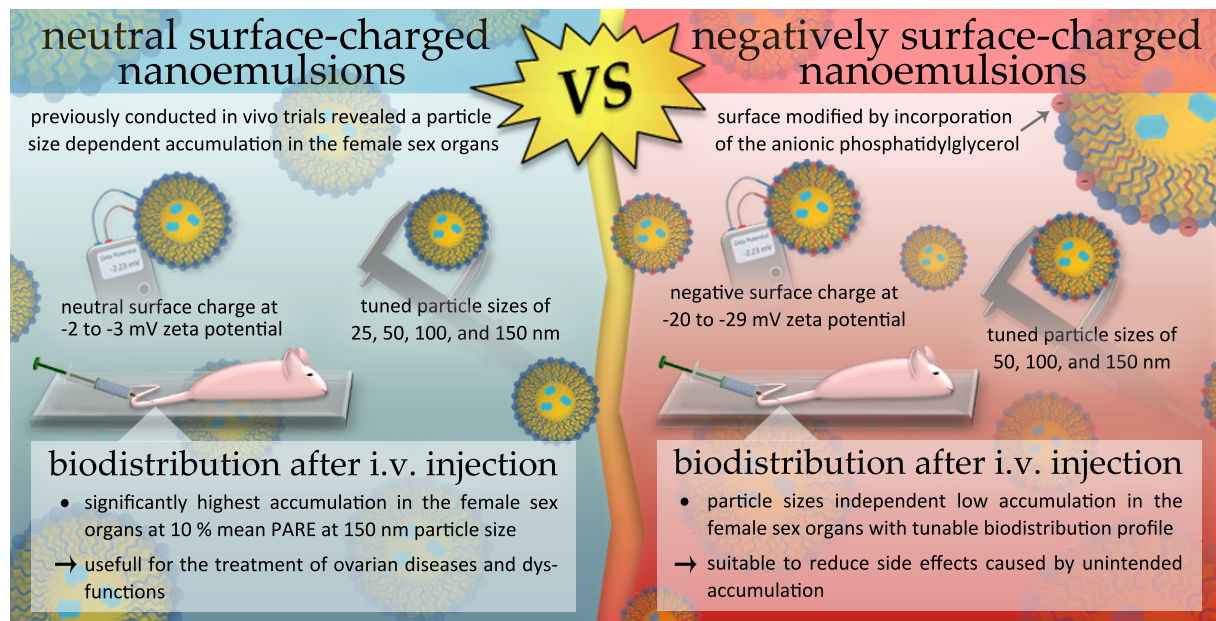 neutral surface-charged
nanoemulsions
previously conducted in vivo trials revealed a particle
size dependent accumulation in the female sex organs
Zeta Potential
-2.23 mV
neutral surface charge at
-2 to -3 mV zeta potential
tuned particle sizes of
25, 50, 100, and 150 nm
biodistribution after i.v. injection
• significantly highest accumulation in the female sex
organs at 10 % mean PARE at 150 nm particle size
→ usefull for the treatment of ovarian diseases and dys-
functions
VS
negatively surface-charged
nanoemulsions
surface modified by incorporation
of the anionic phosphatidylglycerol
Zeta Potential
-2.23 mV
negative surface charge at
-20 to -29 mV zeta potential
tuned particle sizes of
50, 100, and 150 nm
biodistribution after i.v. injection
• particle sizes independent low accumulation in the
female sex organs with tunable biodistribution profile
→ suitable to reduce side effects caused by unintended
accumulation